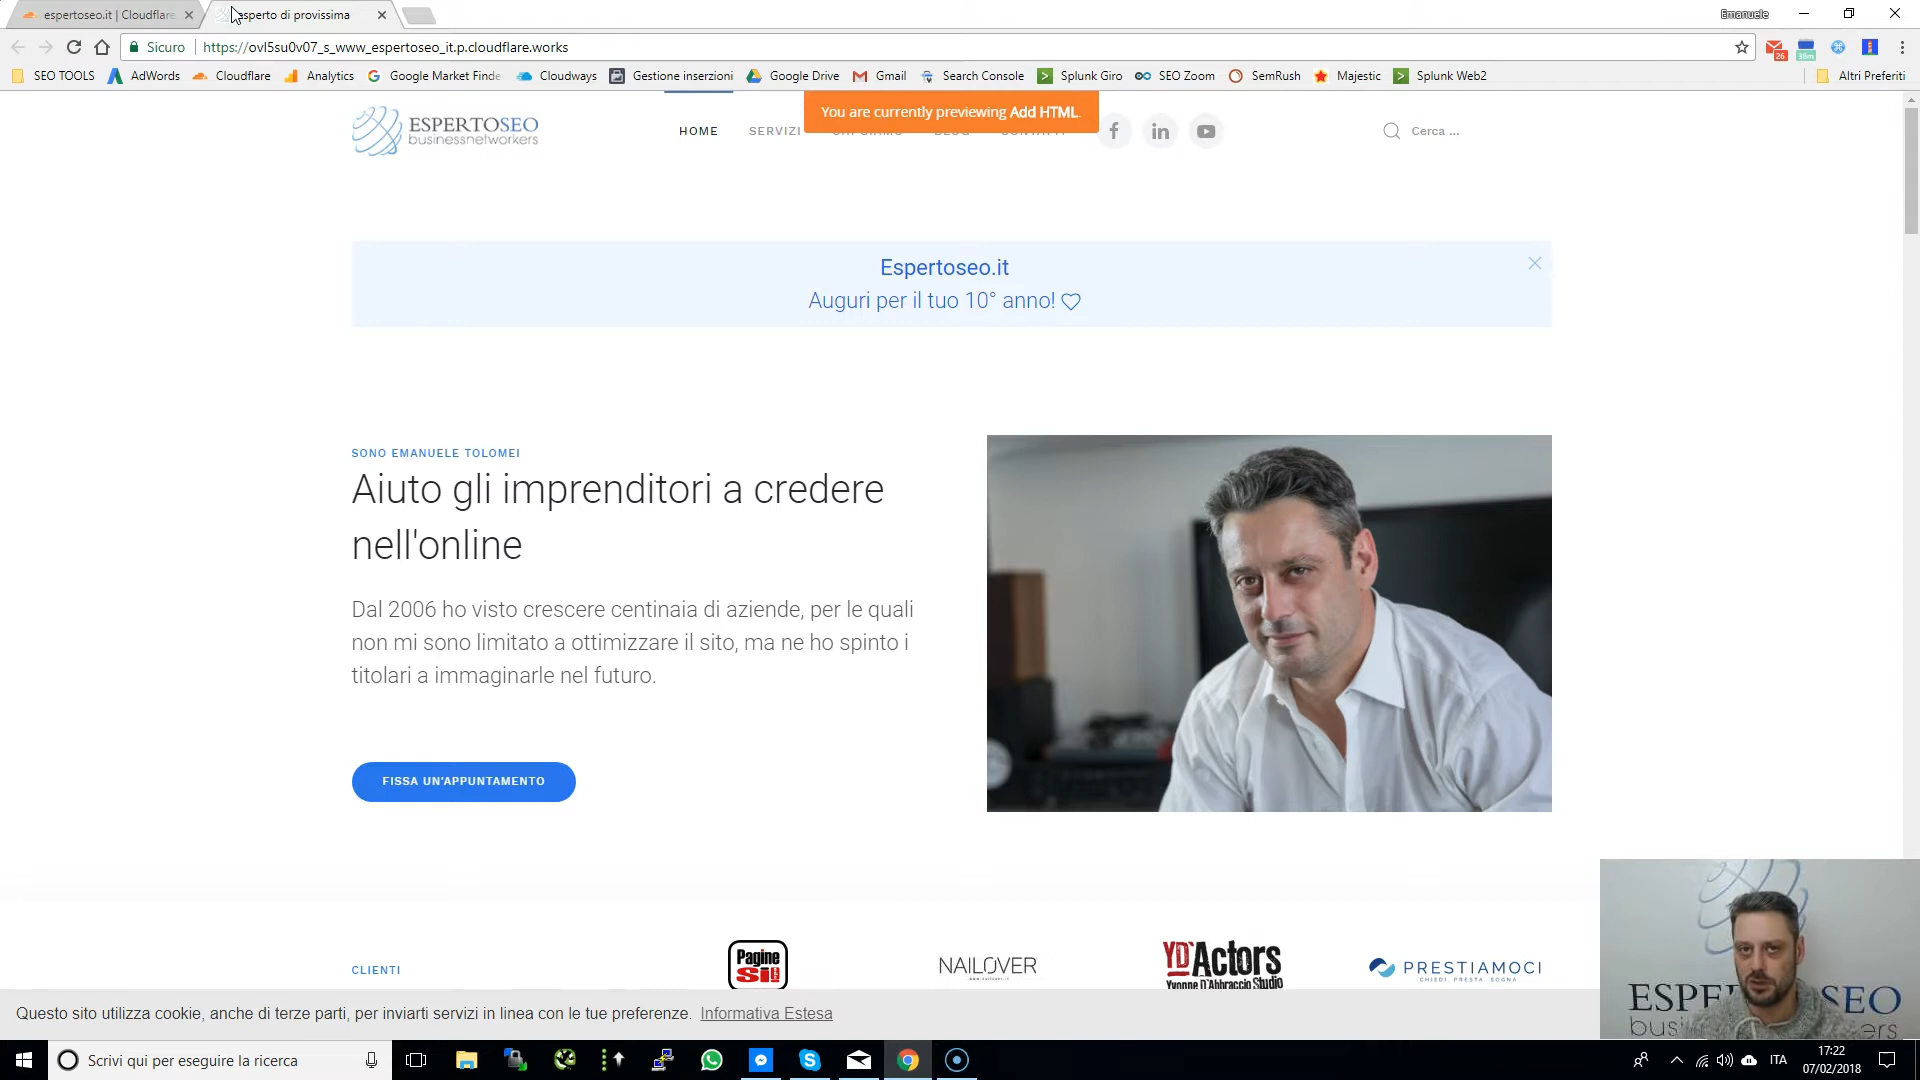 espertoseo.it | Cloudflare
esperto di provissima
Emanuele
Sicuro
https://ovl5su0v07_s_www_espertoseo_it.p.cloudflare.works
SEO TOOLS
AdWords
Cloudflare
Analytics
Google Market Finde
Cloudways
Gestione inserzioni
Google Drive
Gmail
Search Console
Splunk Giro
SEO Zoom
SemRush
Majestic
Splunk Web2
Altri Preferiti
26
38m
You are currently previewing Add HTML.
ESPERTOSEO
businessnetworkers
HOME
SERVIZI
CHI SIAMO
BLOG
CONTATTI
Cerca ...
Espertoseo.it
Auguri per il tuo 10° anno!
SONO EMANUELE TOLOMEI
Aiuto gli imprenditori a credere
nell'online
Dal 2006 ho visto crescere centinaia di aziende, per le quali
non mi sono limitato a ottimizzare il sito, ma ne ho spinto i
titolari a immaginarle nel futuro.
FISSA UN'APPUNTAMENTO
CLIENTI
Pagine
Sì!
NAILOVER
YD'Actors
Yvonne D'Abbraccio Studio
PRESTIAMOCI
CHIEDI. PRESTA. SOGNA
Questo sito utilizza cookie, anche di terze parti, per inviarti servizi in linea con le tue preferenze. Informativa Estesa
Scrivi qui per eseguire la ricerca
ITA
17:22
07/02/2018